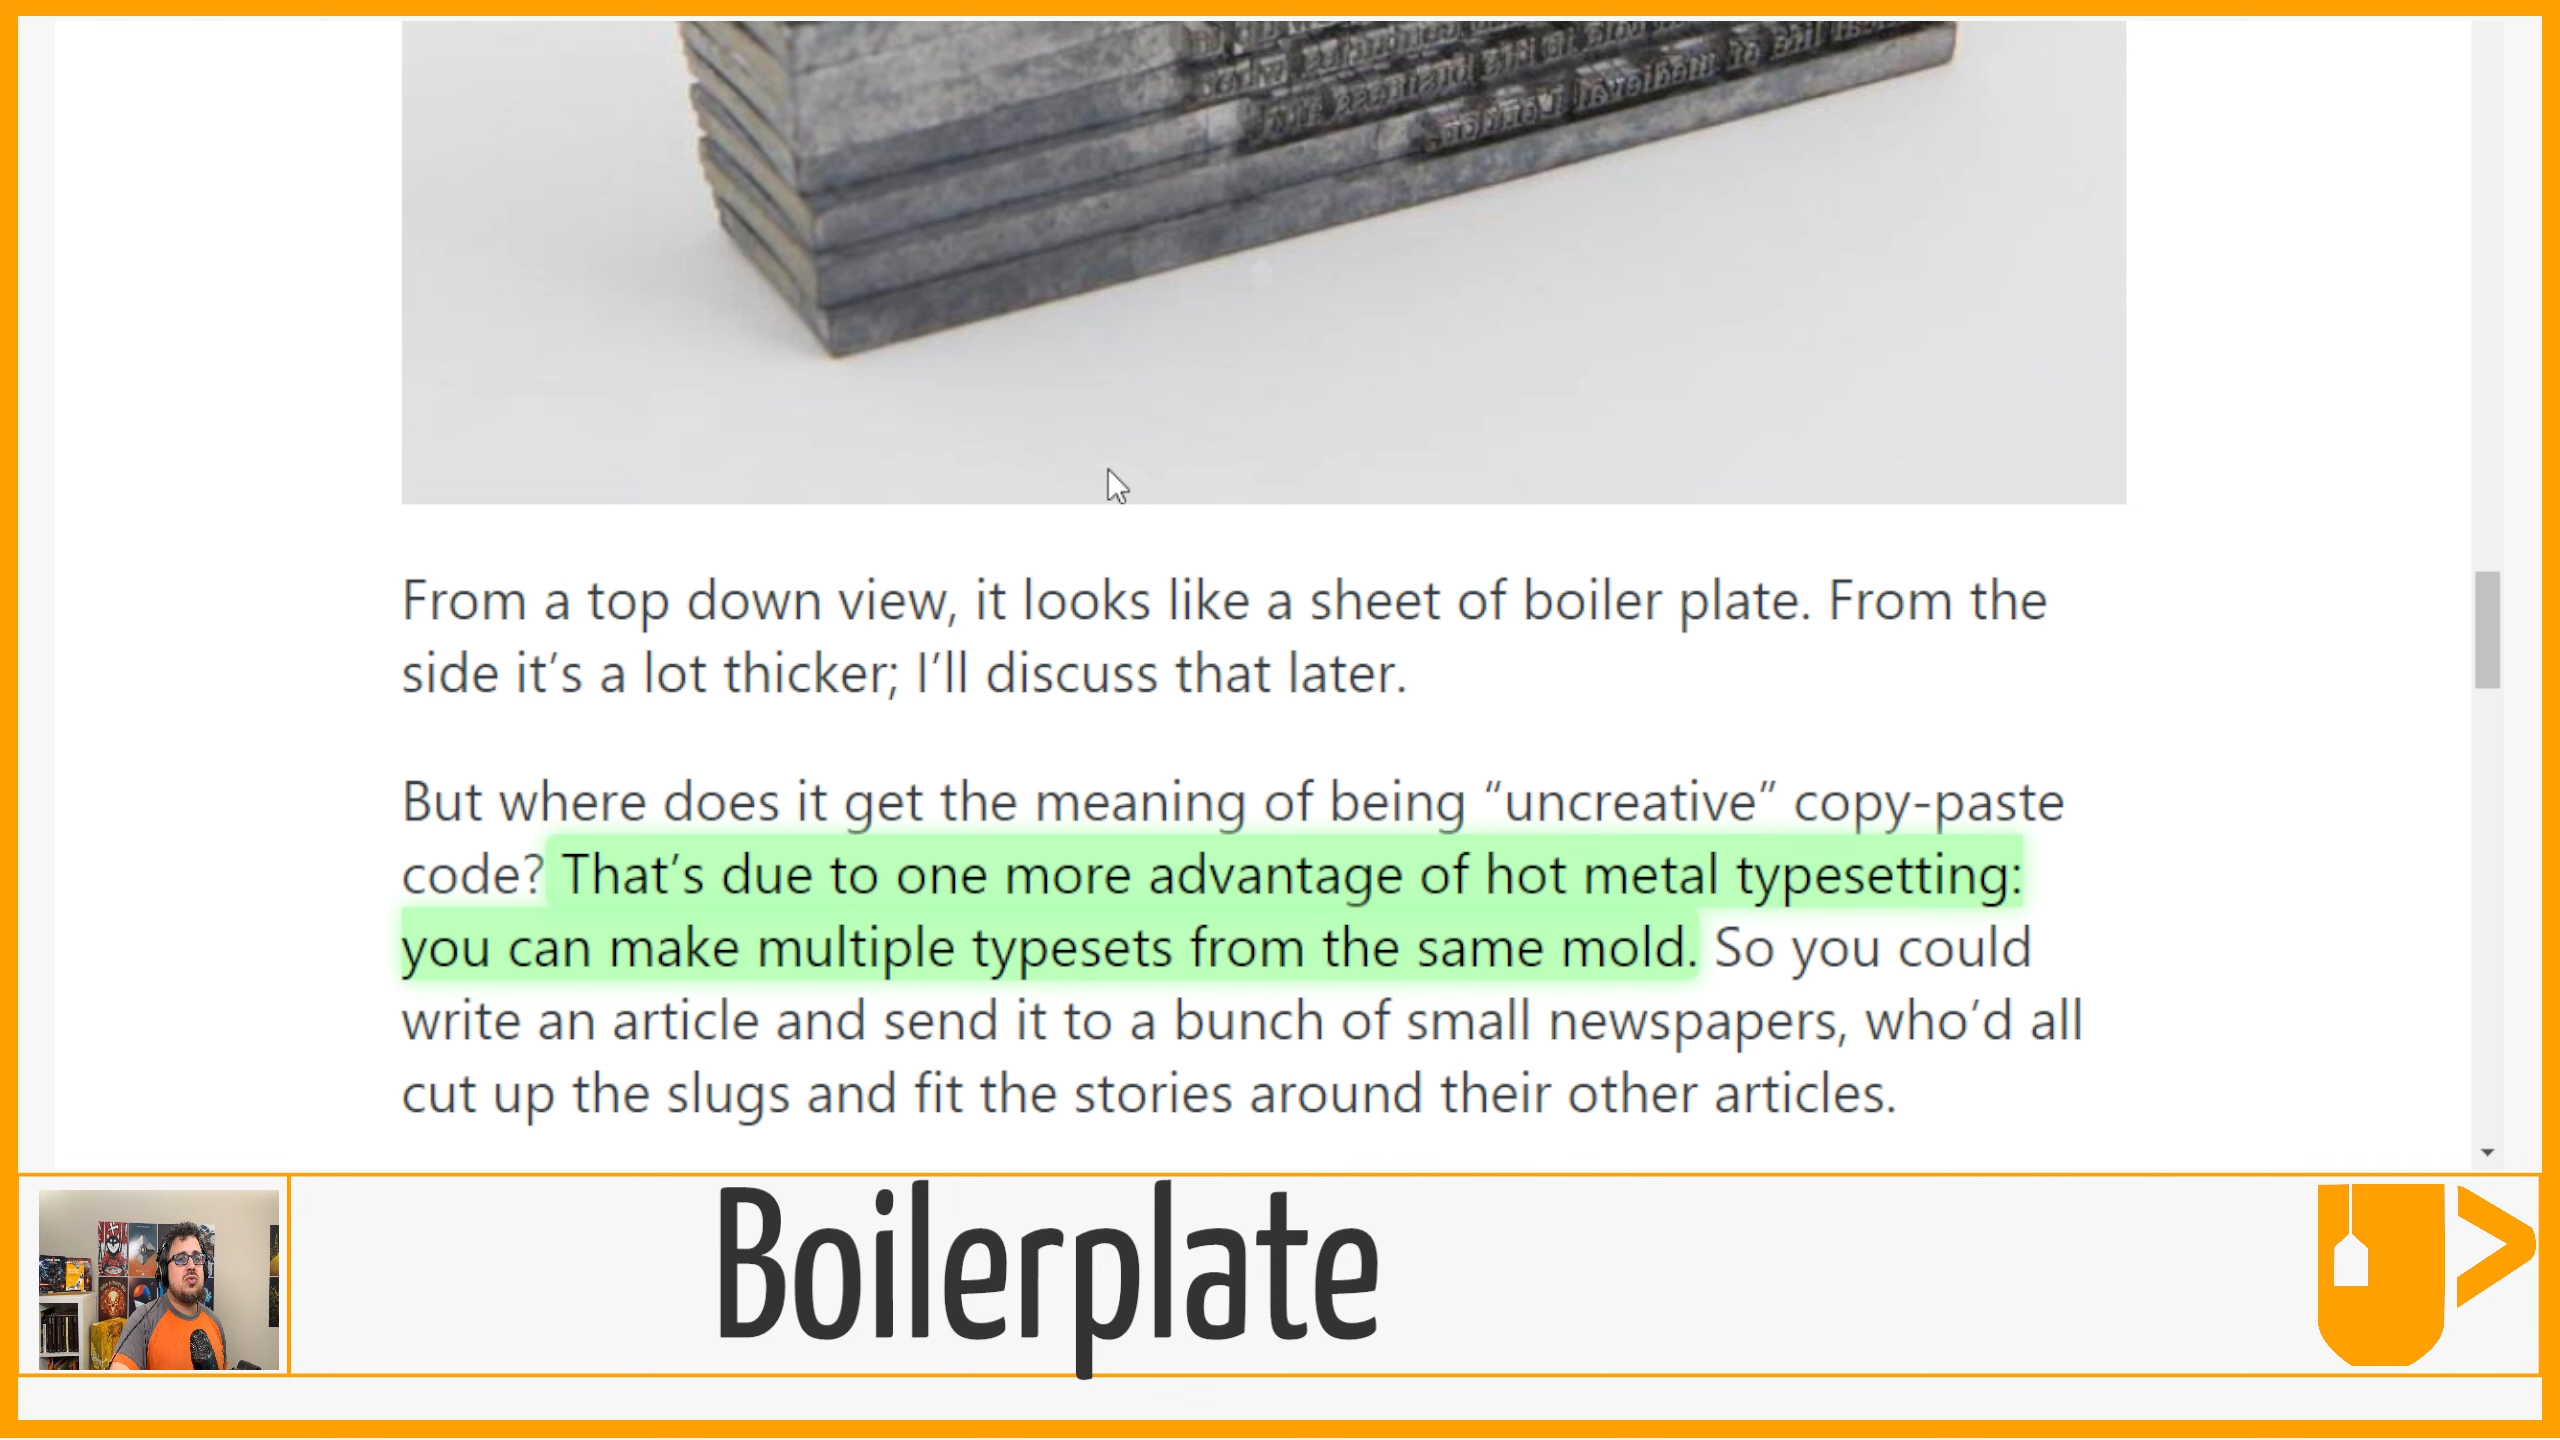 From a top down view, it looks like a sheet of boiler plate. From the
side it’s a lot thicker; I’ll discuss that later.
But where does it get the meaning of being “uncreative” copy-paste
code? That’s due to one more advantage of hot metal typesetting:
you can make multiple typesets from the same mold. So you could
write an article and send it to a bunch of small newspapers, who’d all
cut up the slugs and fit the stories around their other articles.
Boilerplate